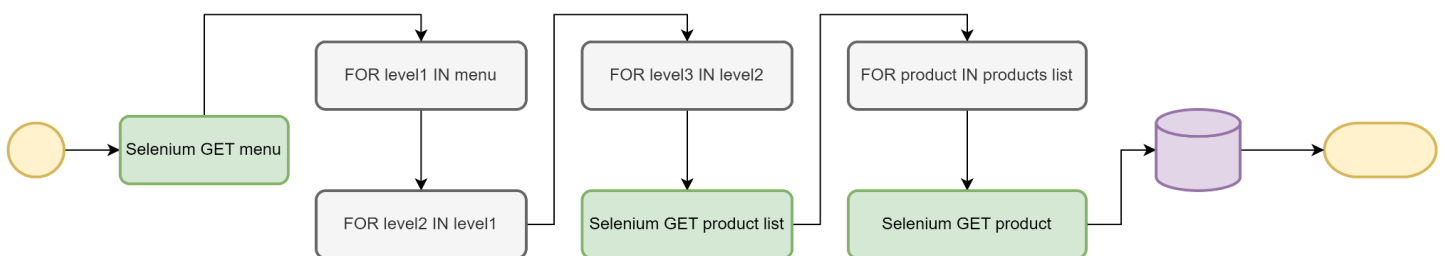 Selenium GET menu
FOR level1 IN menu
FOR level2 IN level1
FOR level3 IN level2
Selenium GET product list
FOR product IN products list
Selenium GET product